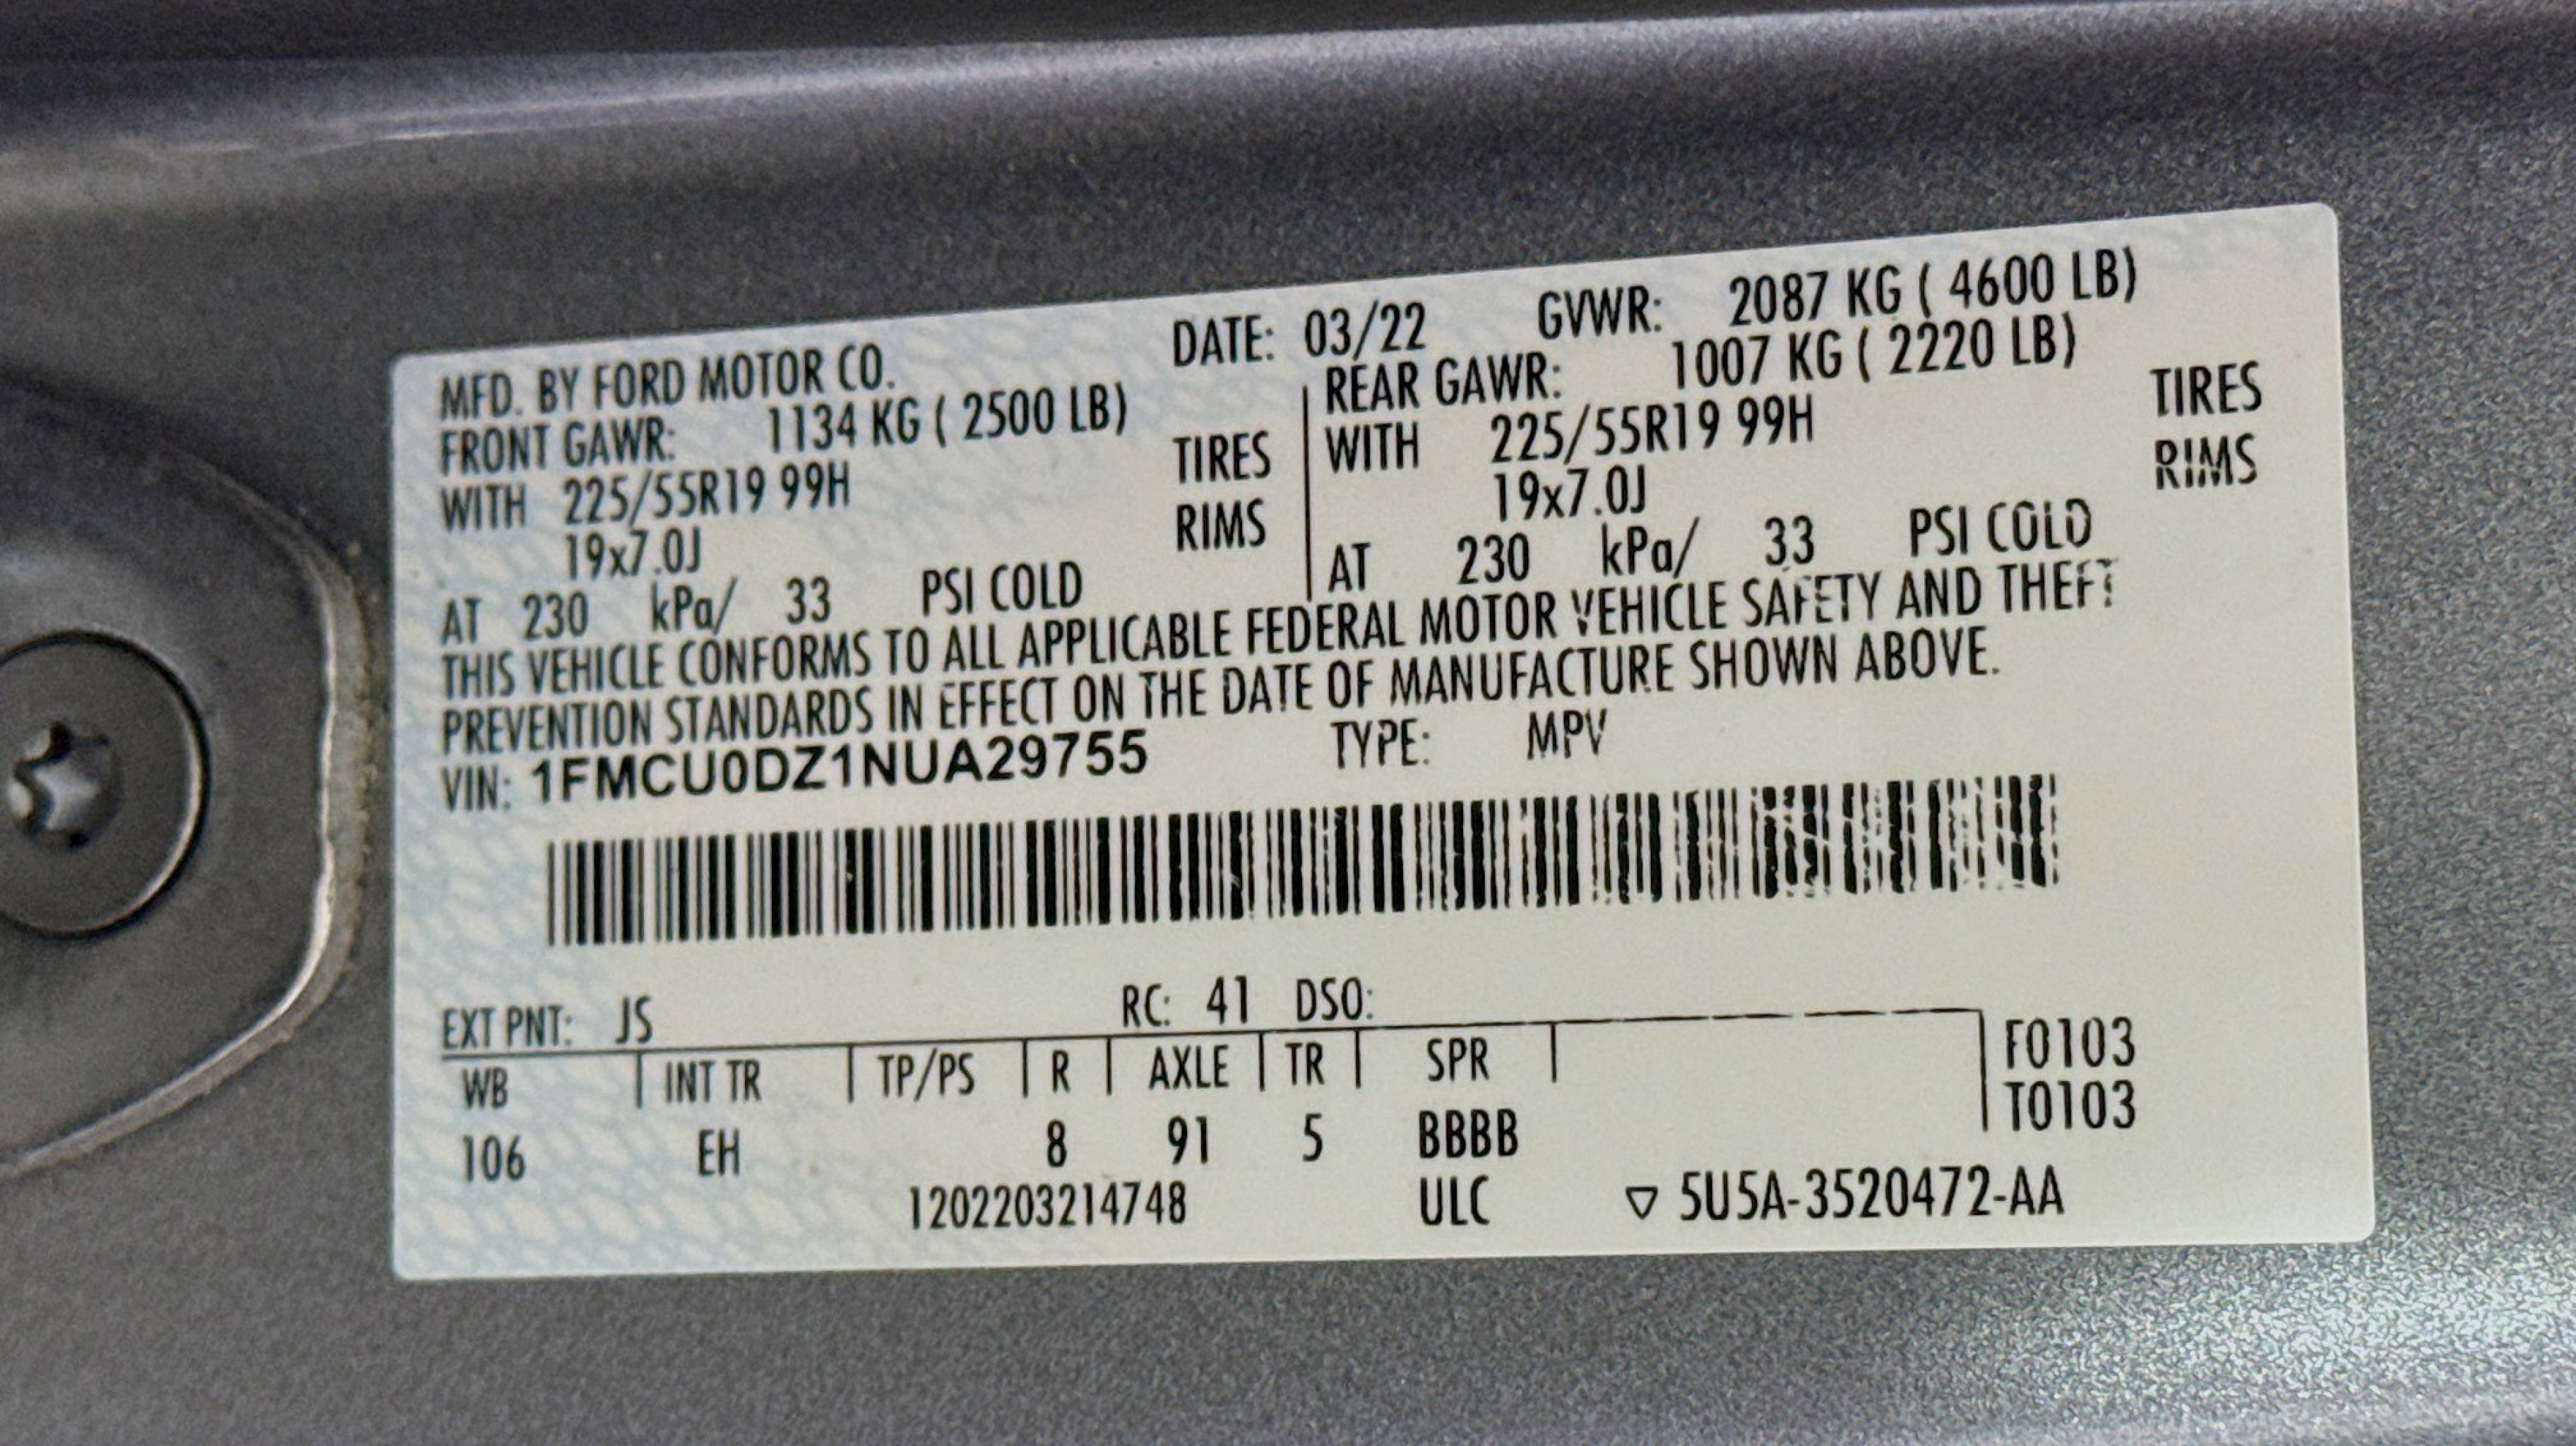 MFD. BY FORD MOTOR CO. DATE: 03/22 GVWR: 2087 KG ( 4600 LB)
FRONT GAWR: 1134 KG ( 2500 LB) REAR GAWR: 1007 KG ( 2220 LB)
WITH 225/55R19 99H TIRES WITH 225/55R19 99H TIRES
19x7.0J RIMS 19x7.0J RIMS
AT 230 kPa/ 33 PSI COLD AT 230 kPa/ 33 PSI COLD
THIS VEHICLE CONFORMS TO ALL APPLICABLE FEDERAL MOTOR VEHICLE SAFETY AND THEFT
PREVENTION STANDARDS IN EFFECT ON THE DATE OF MANUFACTURE SHOWN ABOVE.
VIN: 1FMCU0DZ1NUA29755 TYPE: MPV
EXT PNT: JS RC: 41 DSO:
WB INT TR TP/PS R AXLE TR SPR F0103
T0103
106 EH 8 91 5 BBBB
1202203214748 ULC ▽ 5U5A-3520472-AA